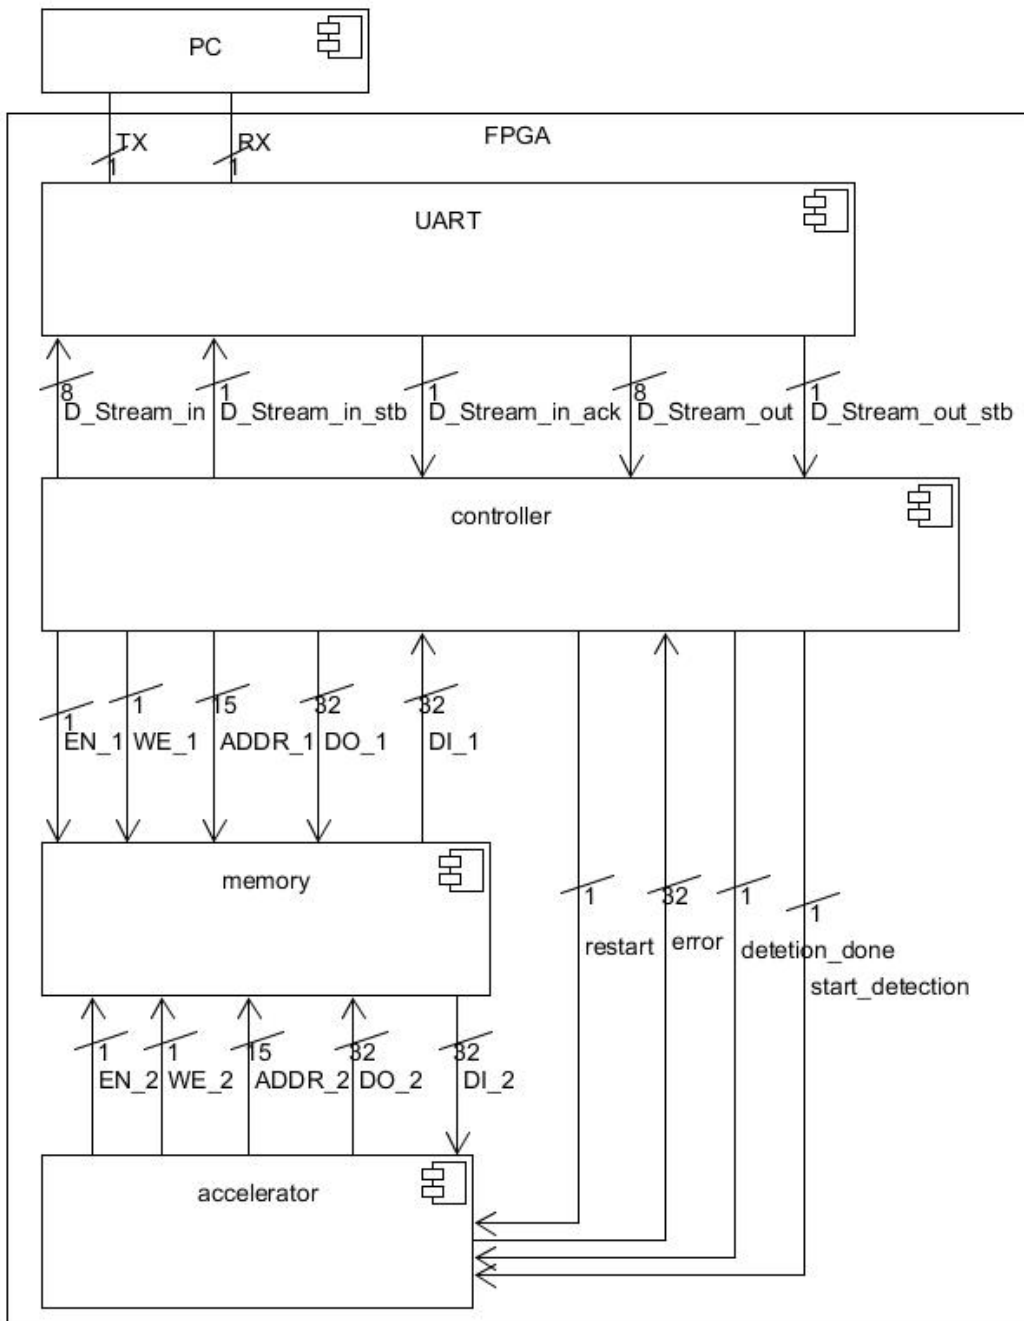 PC
TX
RX
1
1
FPGA
UART
8
D_Stream_in
1
D_Stream_in_stb
1
D_Stream_in_ack
8
D_Stream_out
1
D_Stream_out_stb
controller
1
EN_1
1
WE_1
15
ADDR_1
32
DO_1
32
DI_1
memory
1
restart
32
error
1
detetion_done
1
start_detection
1
EN_2
1
WE_2
15
ADDR_2
32
DO_2
32
DI_2
accelerator